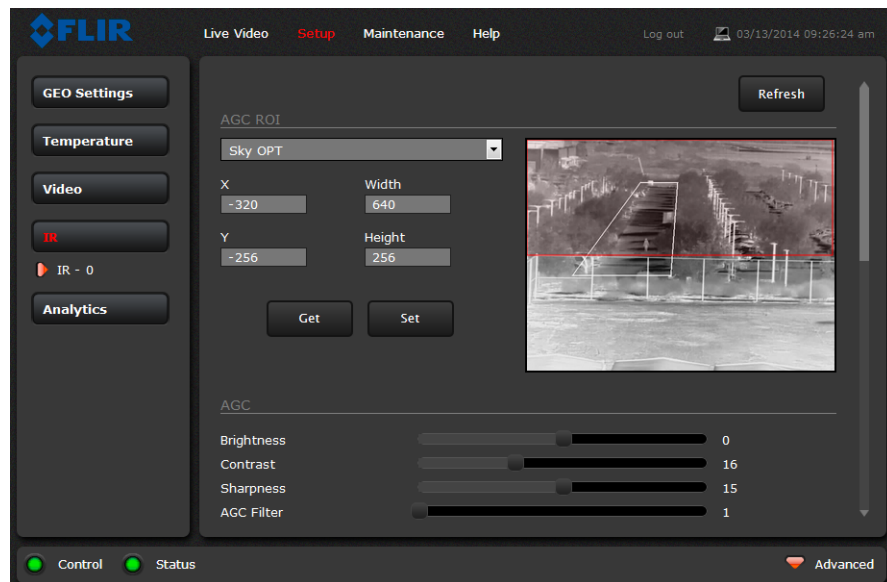 FLIR
Live Video Setup Maintenance Help Log out 03/13/2014 09:26:24 am
GEO Settings
Temperature
Video
IR
IR - 0
Analytics
Refresh
AGC ROI
Sky OPT
X Width
-320 640
Y Height
-256 256
Get Set
AGC
Brightness 0
Contrast 16
Sharpness 15
AGC Filter 1
Control Status Advanced